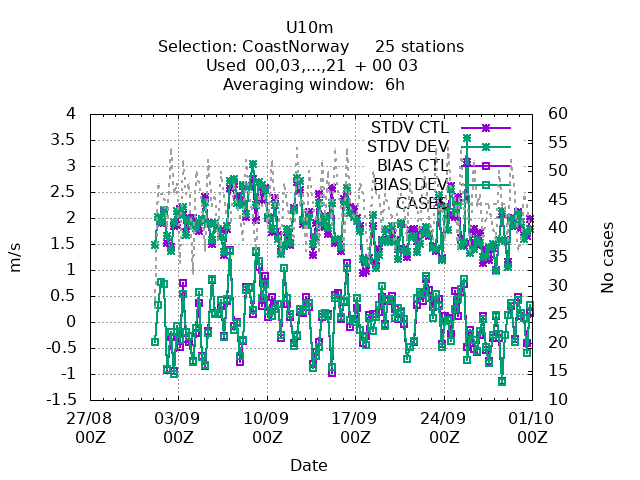 U10m
Selection: CoastNorway 25 stations
Used 00,03,...,21 + 00 03
Averaging window: 6h
4
3.5
3
2.5
2
1.5
1
0.5
0
-0.5
-1
-1.5
m/s
60
55
50
45
40
35
30
25
20
15
10
No cases
STDV CTL
STDV DEV
BIAS CTL
BIAS DEV
CASES
27/08 03/09 10/09 17/09 24/09 01/10
00Z 00Z 00Z 00Z 00Z 00Z
Date